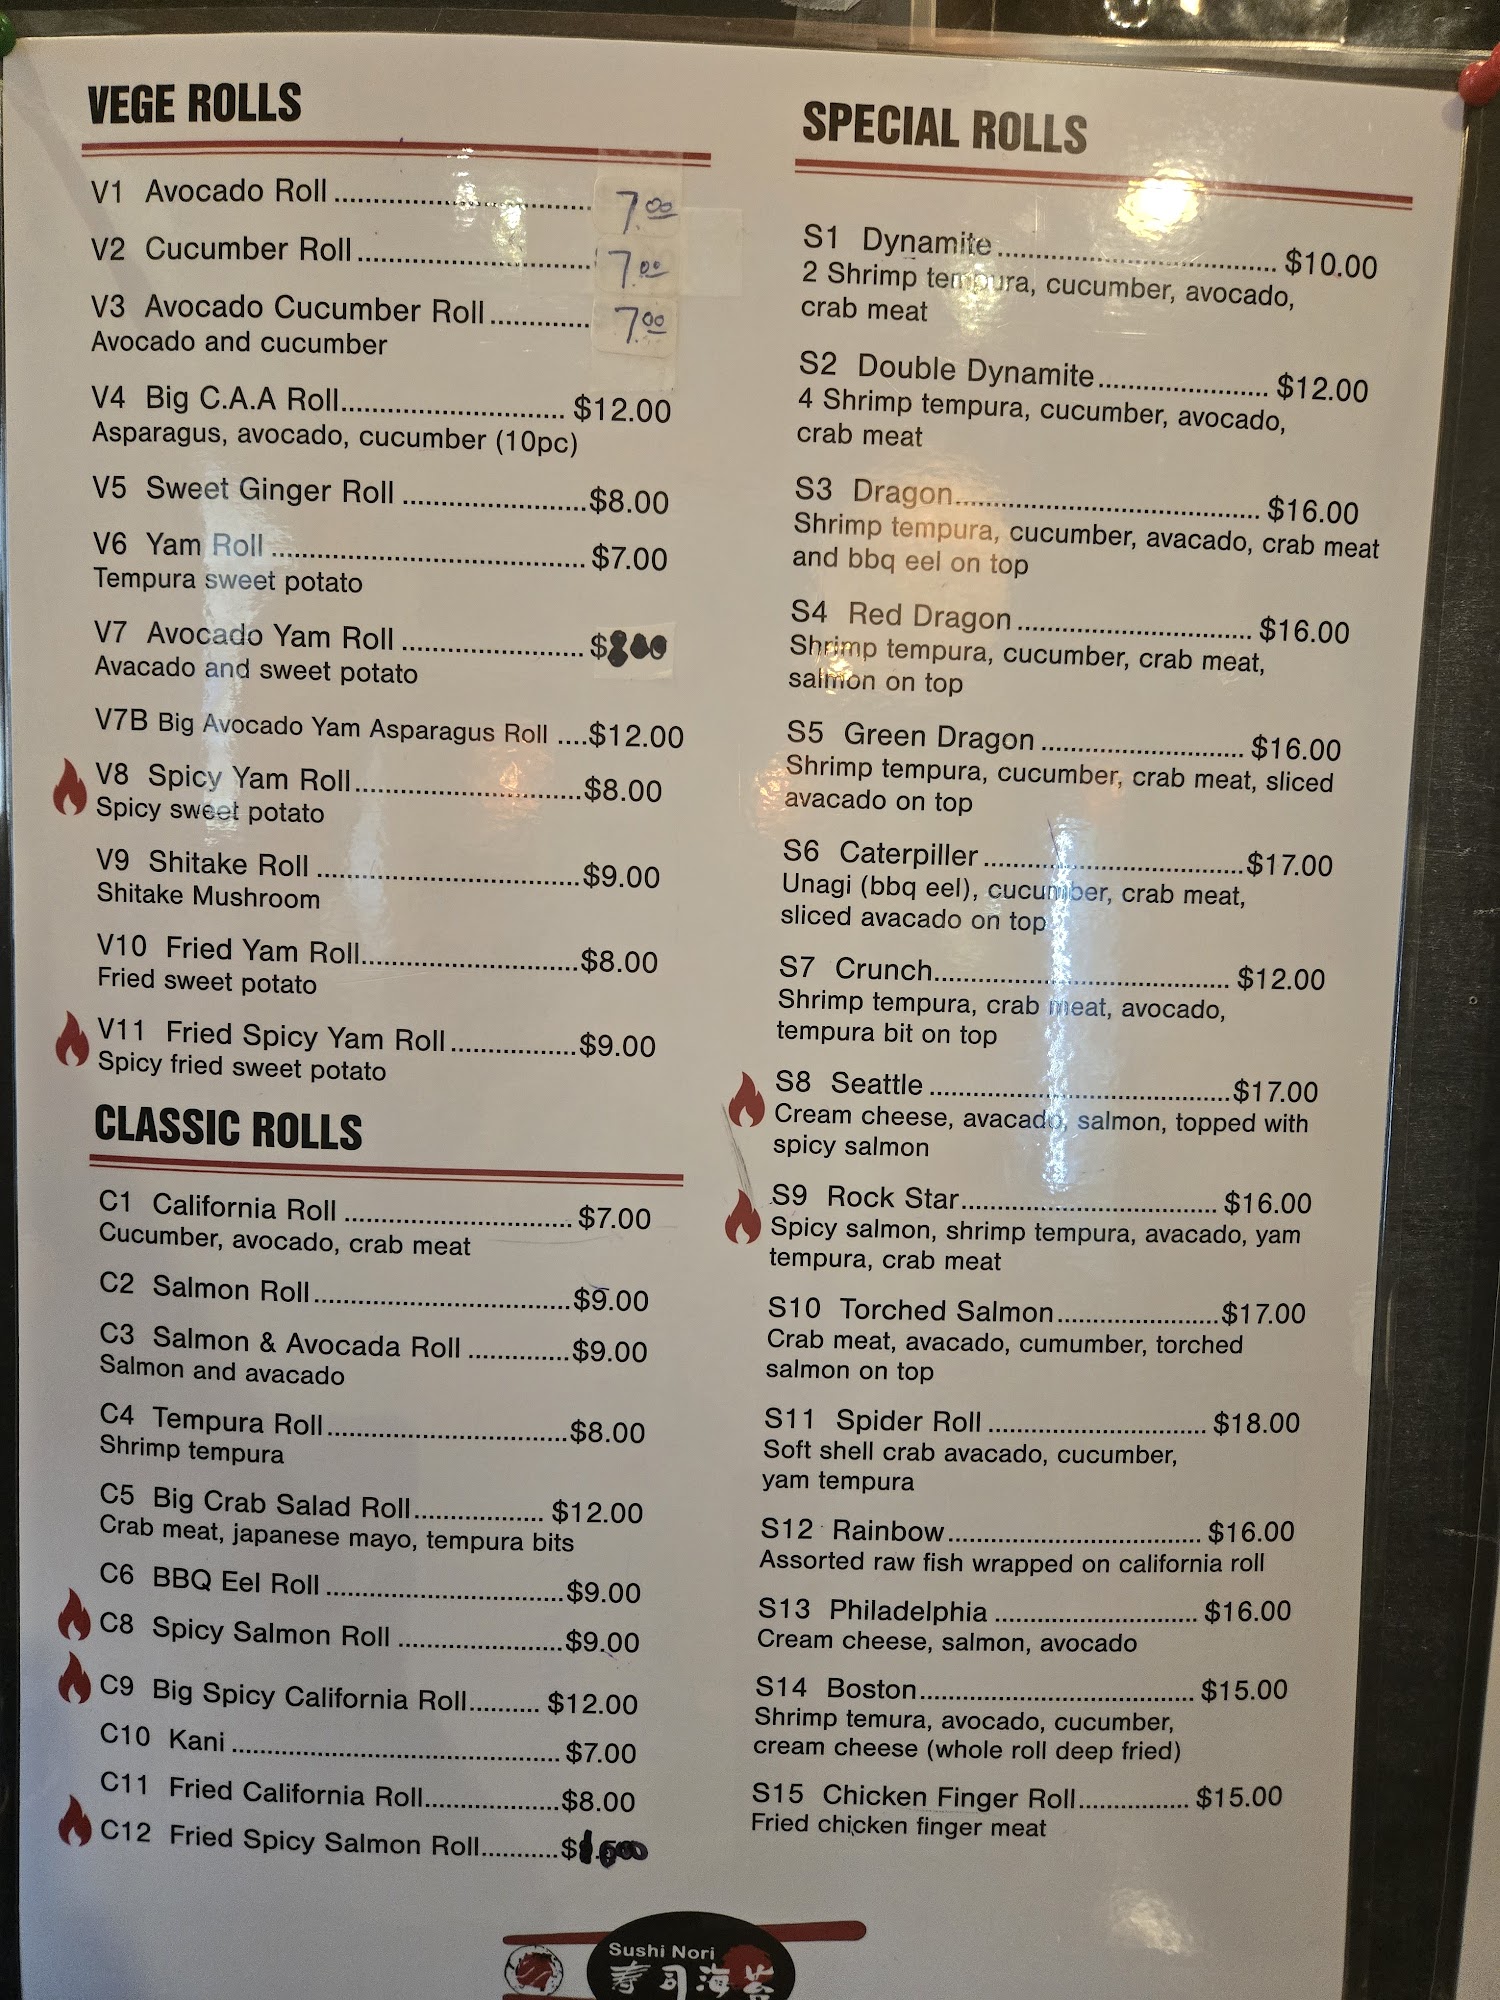 VEGE ROLLS
V1 Avocado Roll .............................. 7.00
V2 Cucumber Roll ........................... 7.00
V3 Avocado Cucumber Roll ............ 7.00
Avocado and cucumber
V4 Big C.A.A Roll........................... $12.00
Asparagus, avocado, cucumber (10pc)
V5 Sweet Ginger Roll ......................$8.00
V6 Yam Roll ..................................... $7.00
Tempura sweet potato
V7 Avocado Yam Roll ...................... $
Avacado and sweet potato
V7B Big Avocado Yam Asparagus Roll ....$12.00
V8 Spicy Yam Roll...........................$8.00
Spicy sweet potato
V9 Shitake Roll ...............................$9.00
Shitake Mushroom
V10 Fried Yam Roll..........................$8.00
Fried sweet potato
V11 Fried Spicy Yam Roll ...............$9.00
Spicy fried sweet potato
CLASSIC ROLLS
C1 California Roll ........................... $7.00
Cucumber, avocado, crab meat
C2 Salmon Roll...............................$9.00
C3 Salmon & Avocada Roll ............$9.00
Salmon and avacado
C4 Tempura Roll.............................$8.00
Shrimp tempura
C5 Big Crab Salad Roll................ $12.00
Crab meat, japanese mayo, tempura bits
C6 BBQ Eel Roll .............................$9.00
C8 Spicy Salmon Roll ....................$9.00
C9 Big Spicy California Roll......... $12.00
C10 Kani ........................................ $7.00
C11 Fried California Roll................$8.00
C12 Fried Spicy Salmon Roll.........$
SPECIAL ROLLS
S1 Dynamite .................................. $10.00
2 Shrimp tempura, cucumber, avocado,
crab meat
S2 Double Dynamite..................... $12.00
4 Shrimp tempura, cucumber, avocado,
crab meat
S3 Dragon..................................... $16.00
Shrimp tempura, cucumber, avacado, crab meat
and bbq eel on top
S4 Red Dragon ............................. $16.00
Shrimp tempura, cucumber, crab meat,
salmon on top
S5 Green Dragon ......................... $16.00
Shrimp tempura, cucumber, crab meat, sliced
avacado on top
S6 Caterpiller ................................$17.00
Unagi (bbq eel), cucumber, crab meat,
sliced avacado on top
S7 Crunch..................................... $12.00
Shrimp tempura, crab meat, avocado,
tempura bit on top
S8 Seattle .....................................$17.00
Cream cheese, avacado, salmon, topped with
spicy salmon
S9 Rock Star................................ $16.00
Spicy salmon, shrimp tempura, avacado, yam
tempura, crab meat
S10 Torched Salmon....................$17.00
Crab meat, avacado, cumumber, torched
salmon on top
S11 Spider Roll ........................... $18.00
Soft shell crab avacado, cucumber,
yam tempura
S12 Rainbow............................... $16.00
Assorted raw fish wrapped on california roll
S13 Philadelphia ......................... $16.00
Cream cheese, salmon, avocado
S14 Boston.................................. $15.00
Shrimp temura, avocado, cucumber,
cream cheese (whole roll deep fried)
S15 Chicken Finger Roll.............. $15.00
Fried chicken finger meat
Sushi Nori
寿司海苔